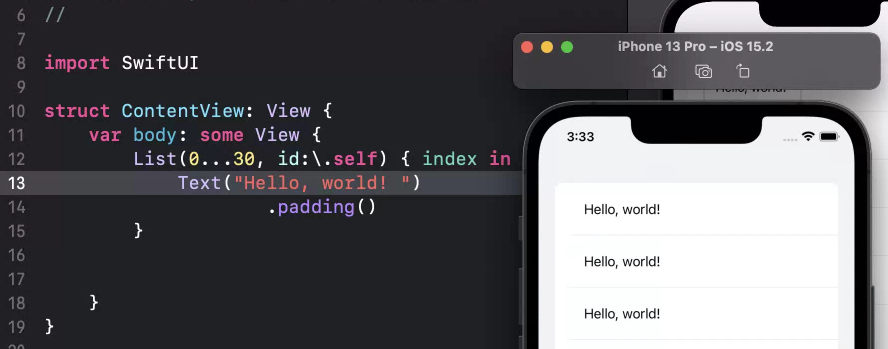 6 //
7
8 import SwiftUI
9
10 struct ContentView: View {
11 var body: some View {
12 List(0...30, id:\.self) { index in
13 Text("Hello, world! ")
14 .padding()
15 }
16
17
18 }
19 }
iPhone 13 Pro – iOS 15.2
Hello, world!
3:33
Hello, world!
Hello, world!
Hello, world!